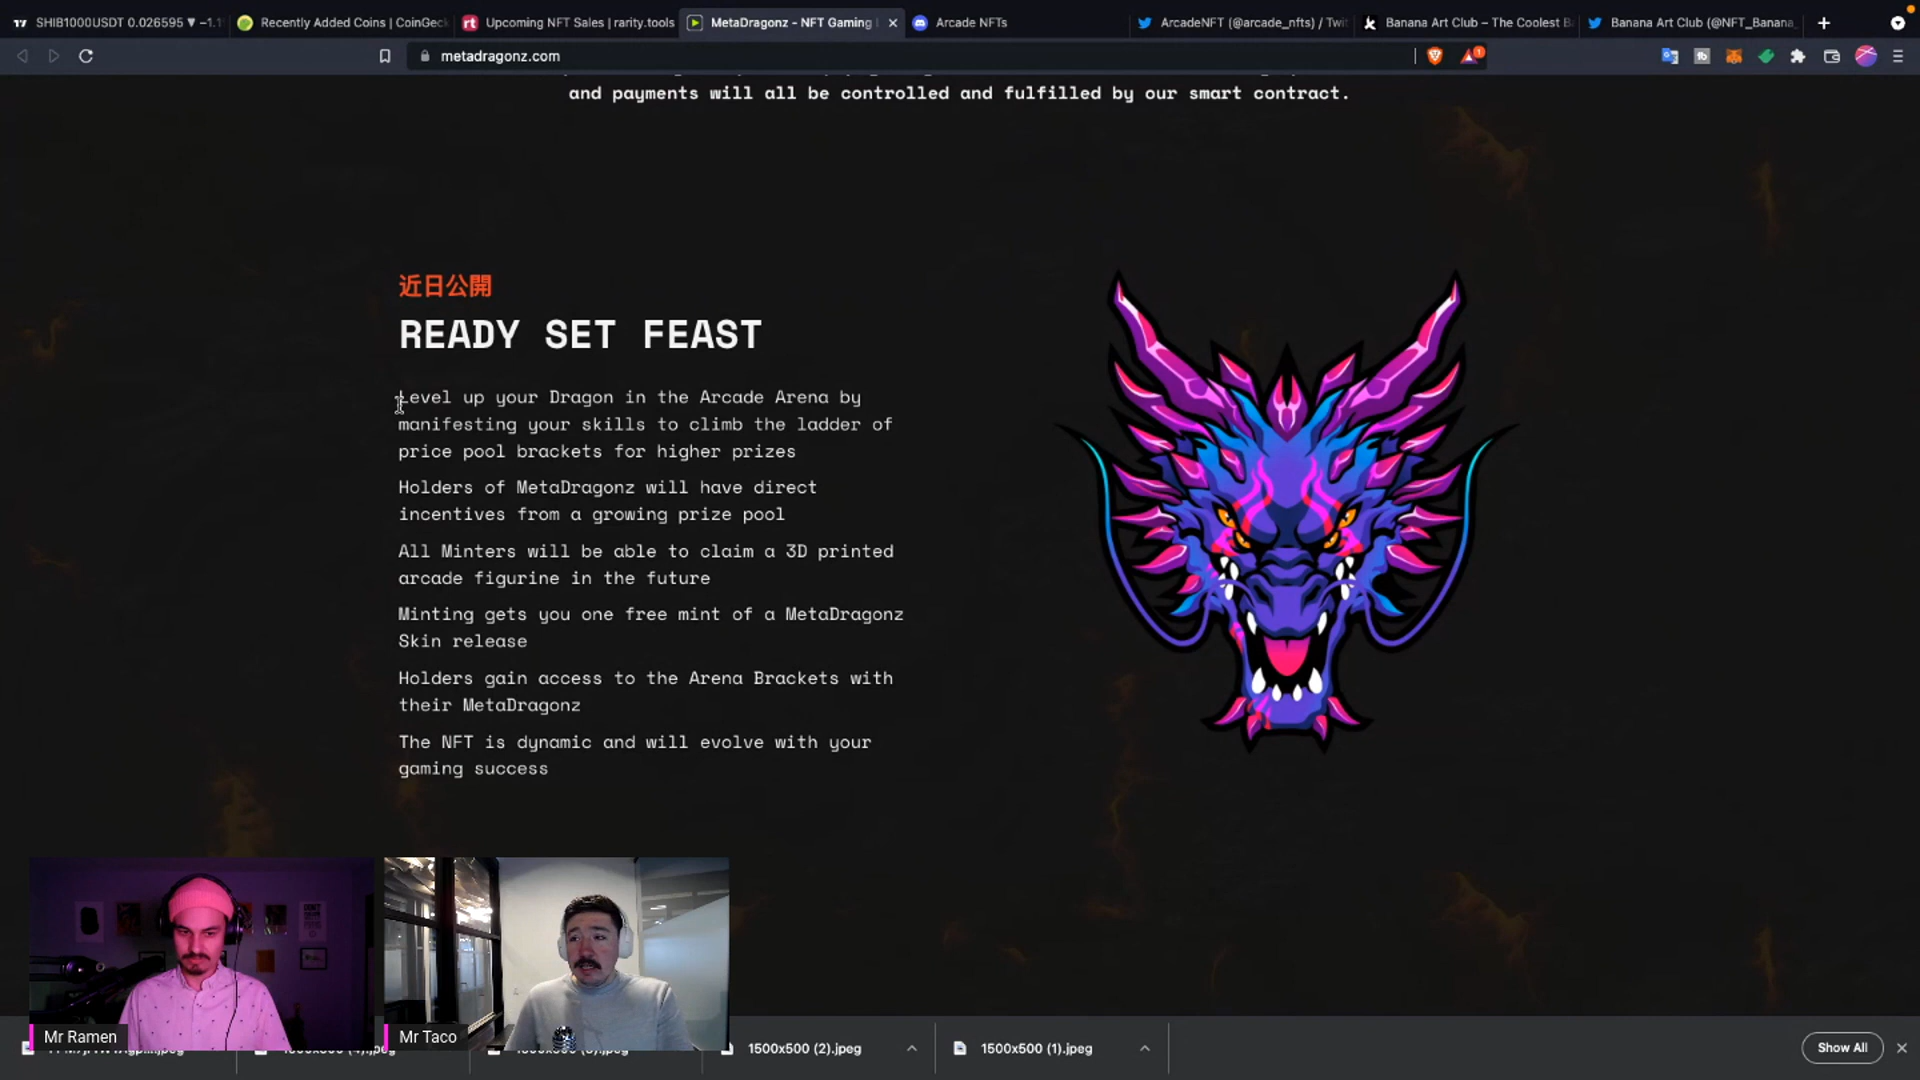 SHIB1000USDT 0.026595 ▼ −1.1
Recently Added Coins | CoinGeck
Upcoming NFT Sales | rarity.tools
MetaDragonz - NFT Gaming
Arcade NFTs
ArcadeNFT (@arcade_nfts) / Twit
Banana Art Club – The Coolest B
Banana Art Club (@NFT_Banana_
metadragonz.com
and payments will all be controlled and fulfilled by our smart contract.
近日公開
READY SET FEAST
Level up your Dragon in the Arcade Arena by
manifesting your skills to climb the ladder of
price pool brackets for higher prizes
Holders of MetaDragonz will have direct
incentives from a growing prize pool
All Minters will be able to claim a 3D printed
arcade figurine in the future
Minting gets you one free mint of a MetaDragonz
Skin release
Holders gain access to the Arena Brackets with
their MetaDragonz
The NFT is dynamic and will evolve with your
gaming success
Mr Ramen
Mr Taco
1500x500 (2).jpeg
1500x500 (1).jpeg
Show All